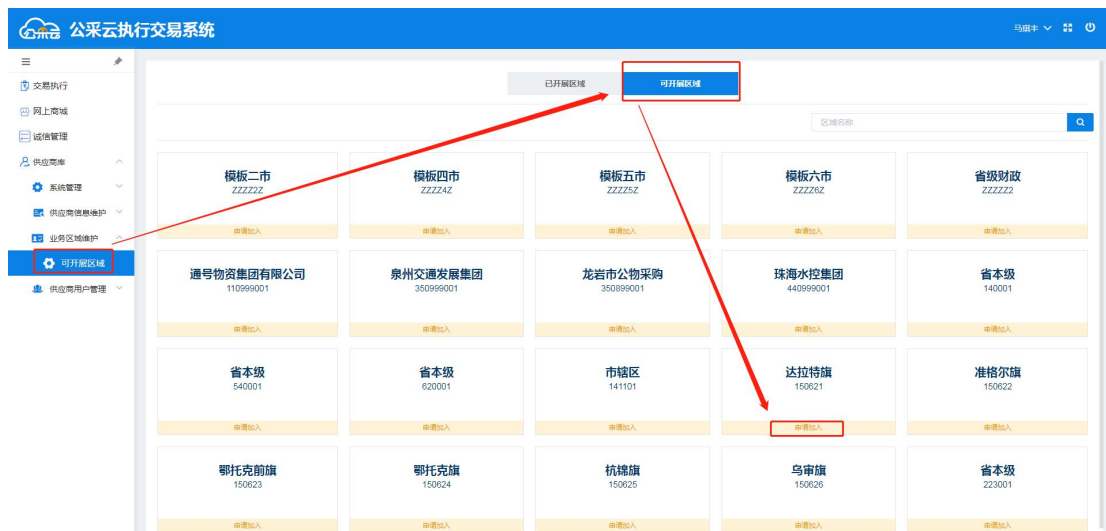 公采云 公采云执行交易系统
马琪丰
交易执行
网上商城
诚信管理
供应商库
系统管理
供应商信息维护
业务区域维护
可开展区域
供应商用户管理
已开展区域 可开展区域
区域名称
模板二市 模板四市 模板五市 模板六市 省级财政
ZZZZ2Z ZZZZ4Z ZZZZ5Z ZZZZ6Z ZZZZZ2
申请加入 申请加入 申请加入 申请加入 申请加入
通号物资集团有限公司 泉州交通发展集团 龙岩市公物采购 珠海水控集团 省本级
110999001 350999001 350899001 440999001 140001
申请加入 申请加入 申请加入 申请加入 申请加入
省本级 省本级 市辖区 达拉特旗 准格尔旗
540001 620001 141101 150621 150622
申请加入 申请加入 申请加入 申请加入 申请加入
鄂托克前旗 鄂托克旗 杭锦旗 乌审旗 省本级
150623 150624 150625 150626 223001
申请加入 申请加入 申请加入 申请加入 申请加入